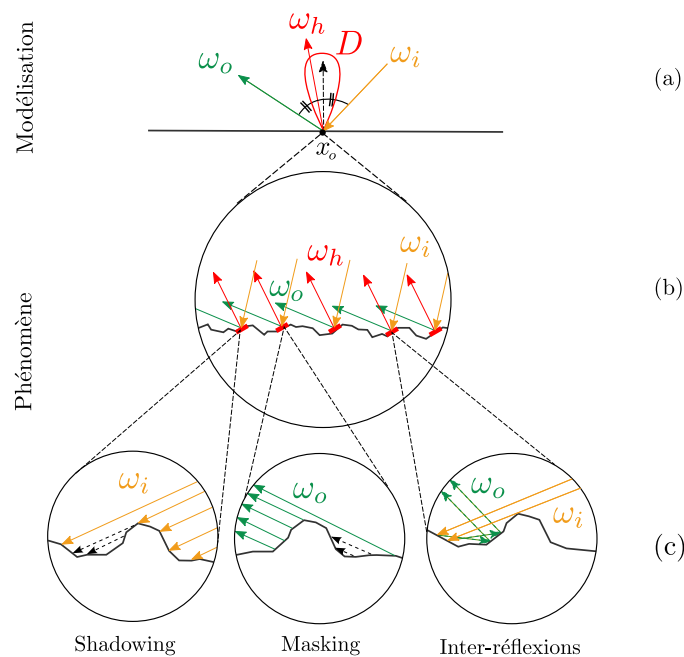 Modélisation
ω_h
D
ω_o
ω_i
x_o
(a)
Phénomène
ω_h
ω_i
ω_o
(b)
ω_i
ω_o
ω_o
ω_i
(c)
Shadowing
Masking
Inter-réflexions